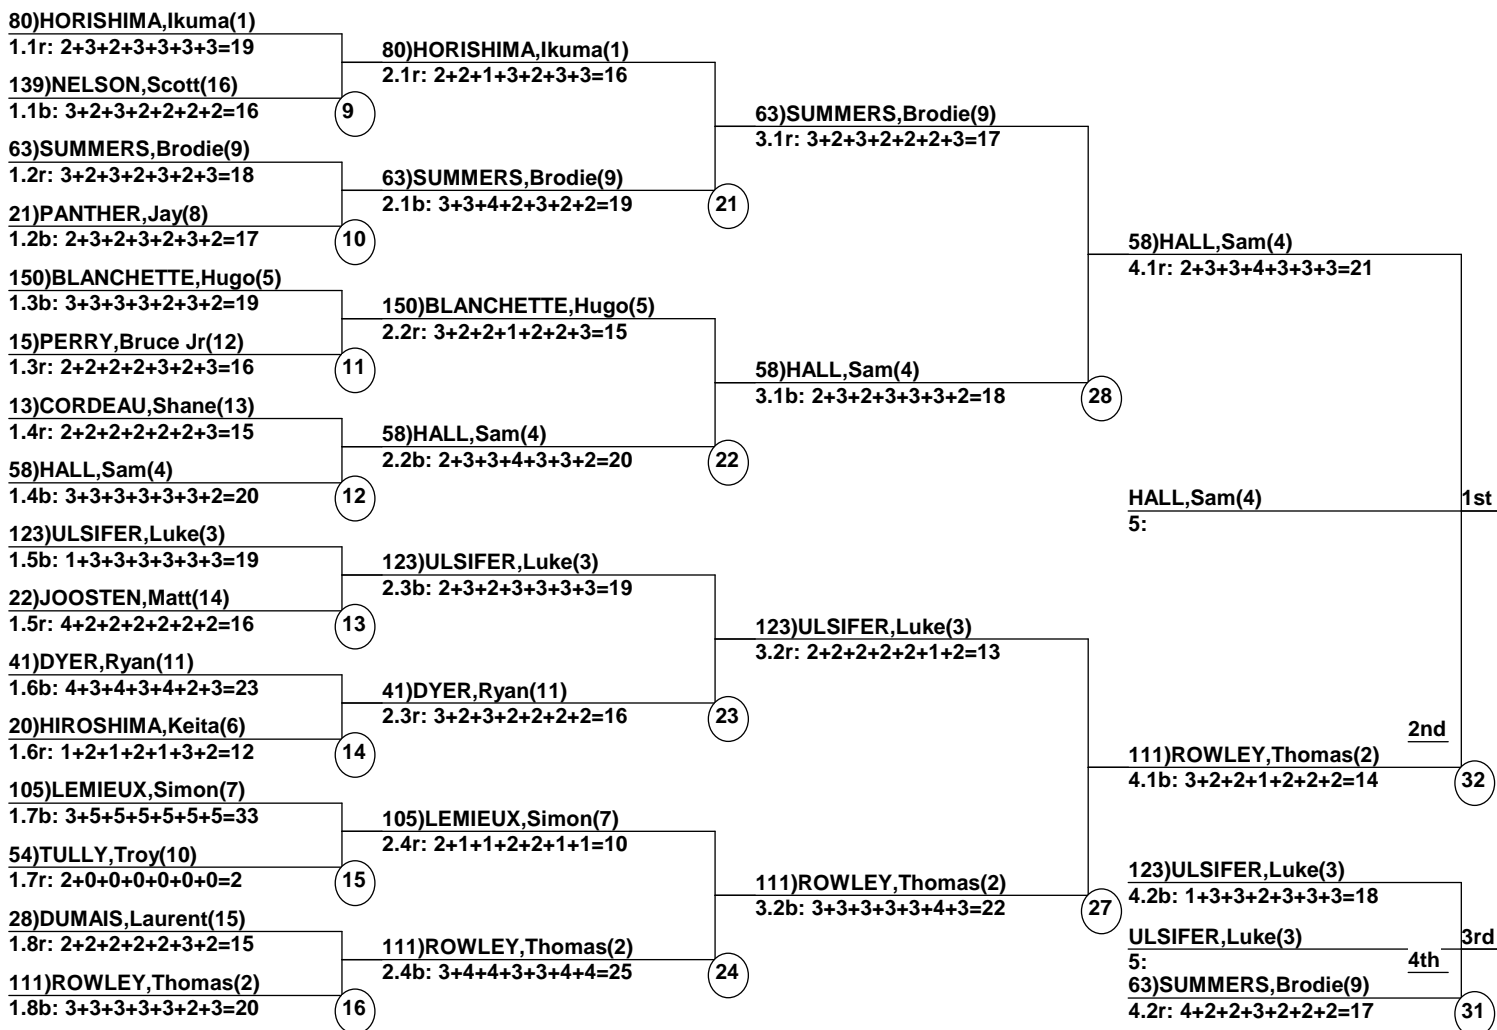 80)HORISHIMA,Ikuma(1)
1.1r: 2+3+2+3+3+3+3=19
139)NELSON,Scott(16)
1.1b: 3+2+3+2+2+2+2=16
9
63)SUMMERS,Brodie(9)
1.2r: 3+2+3+2+3+2+3=18
21)PANTHER,Jay(8)
1.2b: 2+3+2+3+2+3+2=17
10
150)BLANCHETTE,Hugo(5)
1.3b: 3+3+3+3+2+3+2=19
15)PERRY,Bruce Jr(12)
1.3r: 2+2+2+2+3+2+3=16
11
13)CORDEAU,Shane(13)
1.4r: 2+2+2+2+2+2+3=15
58)HALL,Sam(4)
1.4b: 3+3+3+3+3+3+2=20
12
123)ULSIFER,Luke(3)
1.5b: 1+3+3+3+3+3+3=19
22)JOOSTEN,Matt(14)
1.5r: 4+2+2+2+2+2+2=16
13
41)DYER,Ryan(11)
1.6b: 4+3+4+3+4+2+3=23
20)HIROSHIMA,Keita(6)
1.6r: 1+2+1+2+1+3+2=12
14
105)LEMIEUX,Simon(7)
1.7b: 3+5+5+5+5+5+5=33
54)TULLY,Troy(10)
1.7r: 2+0+0+0+0+0+0=2
15
28)DUMAIS,Laurent(15)
1.8r: 2+2+2+2+2+3+2=15
111)ROWLEY,Thomas(2)
1.8b: 3+3+3+3+3+2+3=20
16
80)HORISHIMA,Ikuma(1)
2.1r: 2+2+1+3+2+3+3=16
63)SUMMERS,Brodie(9)
2.1b: 3+3+4+2+3+2+2=19
21
150)BLANCHETTE,Hugo(5)
2.2r: 3+2+2+1+2+2+3=15
58)HALL,Sam(4)
2.2b: 2+3+3+4+3+3+2=20
22
123)ULSIFER,Luke(3)
2.3b: 2+3+2+3+3+3+3=19
41)DYER,Ryan(11)
2.3r: 3+2+3+2+2+2+2=16
23
105)LEMIEUX,Simon(7)
2.4r: 2+1+1+2+2+1+1=10
111)ROWLEY,Thomas(2)
2.4b: 3+4+4+3+3+4+4=25
24
63)SUMMERS,Brodie(9)
3.1r: 3+2+3+2+2+2+3=17
58)HALL,Sam(4)
3.1b: 2+3+2+3+3+3+2=18
28
123)ULSIFER,Luke(3)
3.2r: 2+2+2+2+2+1+2=13
111)ROWLEY,Thomas(2)
3.2b: 3+3+3+3+3+4+3=22
27
58)HALL,Sam(4)
4.1r: 2+3+3+4+3+3+3=21
HALL,Sam(4)
1st
5:
2nd
111)ROWLEY,Thomas(2)
4.1b: 3+2+2+1+2+2+2=14
32
123)ULSIFER,Luke(3)
4.2b: 1+3+3+2+3+3+3=18
ULSIFER,Luke(3)
3rd
5:
4th
63)SUMMERS,Brodie(9)
4.2r: 4+2+2+3+2+2+2=17
31